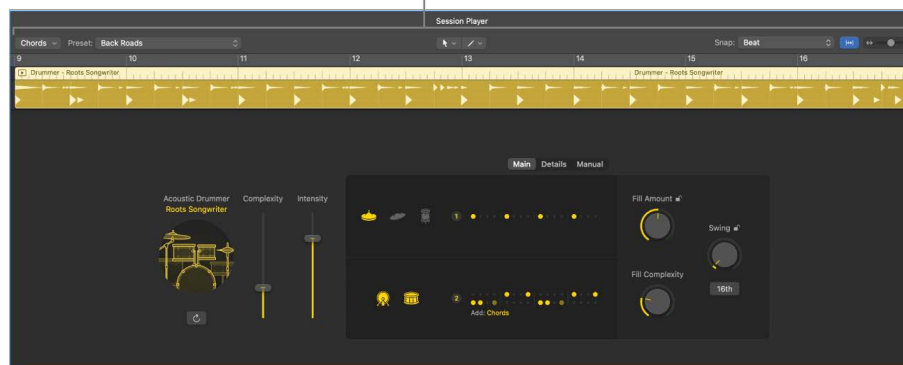 Session Player
Chords Preset: Back Roads Snap: Beat
9 10 11 12 13 14 15 16
Drummer - Roots Songwriter Drummer - Roots Songwriter
Main Details Manual
Acoustic Drummer Complexity Intensity
Roots Songwriter
Fill Amount
1
Swing
Fill Complexity
16th
2
Add: Chords